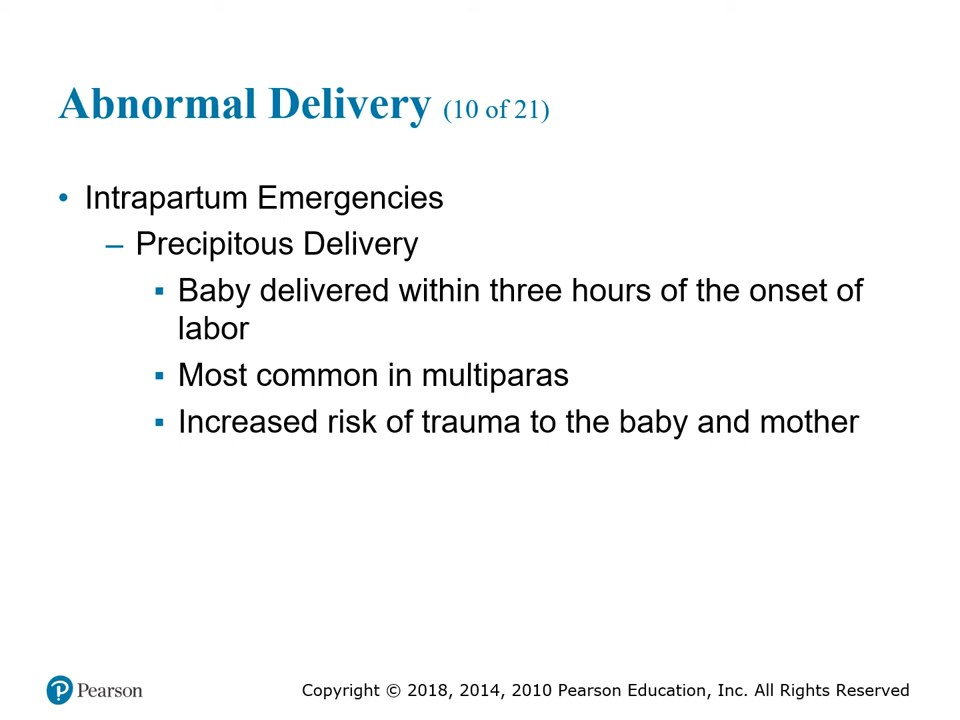 Abnormal Delivery (10 of 21)
• Intrapartum Emergencies
– Precipitous Delivery
▪ Baby delivered within three hours of the onset of
labor
▪ Most common in multiparas
▪ Increased risk of trauma to the baby and mother
P Pearson
Copyright © 2018, 2014, 2010 Pearson Education, Inc. All Rights Reserved